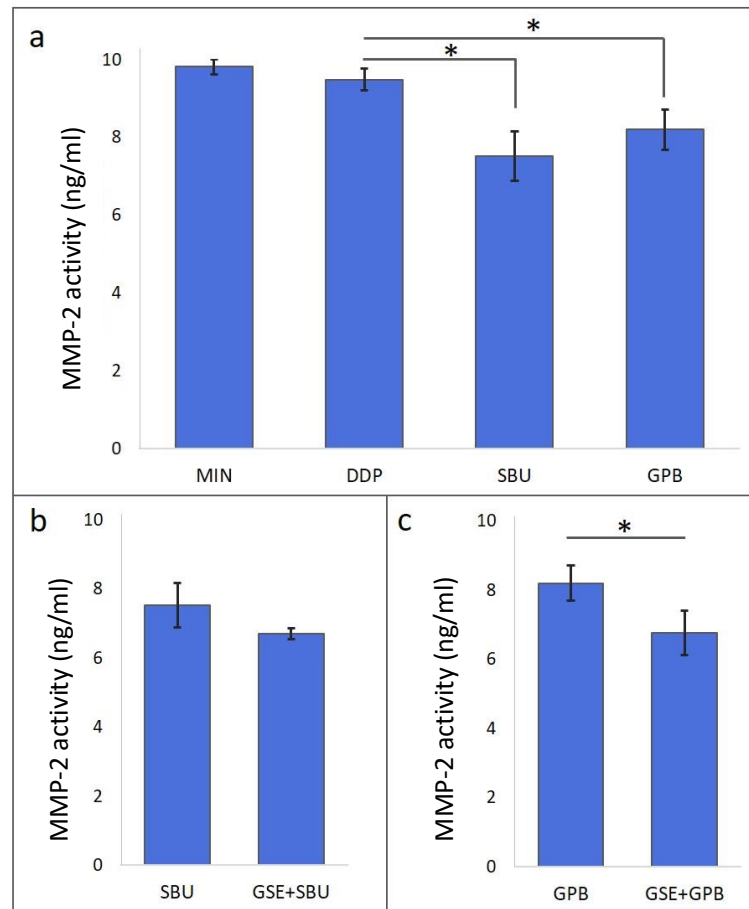 a
*
*
MMP-2 activity (ng/ml)
10
8
6
4
2
0
MIN DDP SBU GPB
b
MMP-2 activity (ng/ml)
10
8
6
4
2
0
SBU GSE+SBU
c
*
MMP-2 activity (ng/ml)
10
8
6
4
2
0
GPB GSE+GPB